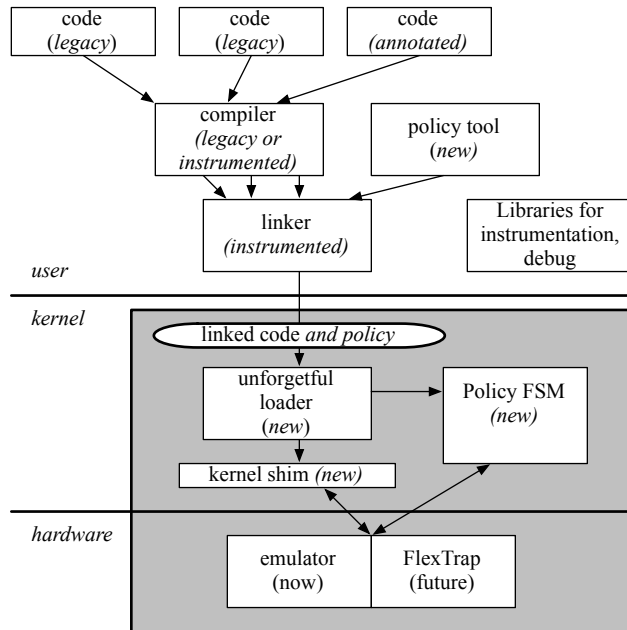 code
(legacy)
code
(legacy)
code
(annotated)
compiler
(legacy or
instrumented)
policy tool
(new)
linker
(instrumented)
Libraries for
instrumentation,
debug
user
kernel
linked code and policy
unforgetful
loader
(new)
Policy FSM
(new)
kernel shim (new)
hardware
emulator
(now)
FlexTrap
(future)